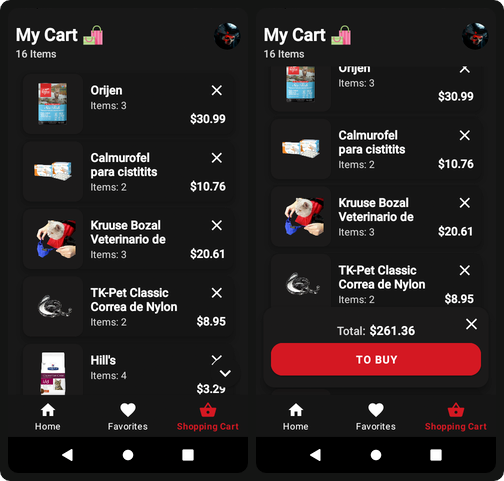 My Cart
16 Items
Orijen
Items: 3
$30.99
Calmurofel
para cistitits
Items: 2
$10.76
Kruuse Bozal
Veterinario de
Items: 3
$20.61
TK-Pet Classic
Correa de Nylon
Items: 2
$8.95
Hill's
Items: 4
$3.29
Home
Favorites
Shopping Cart
My Cart
16 Items
Orijen
Items: 3
$30.99
Calmurofel
para cistitits
Items: 2
$10.76
Kruuse Bozal
Veterinario de
Items: 3
$20.61
TK-Pet Classic
Correa de Nylon
Items: 2
$8.95
Total: $261.36
TO BUY
Home
Favorites
Shopping Cart